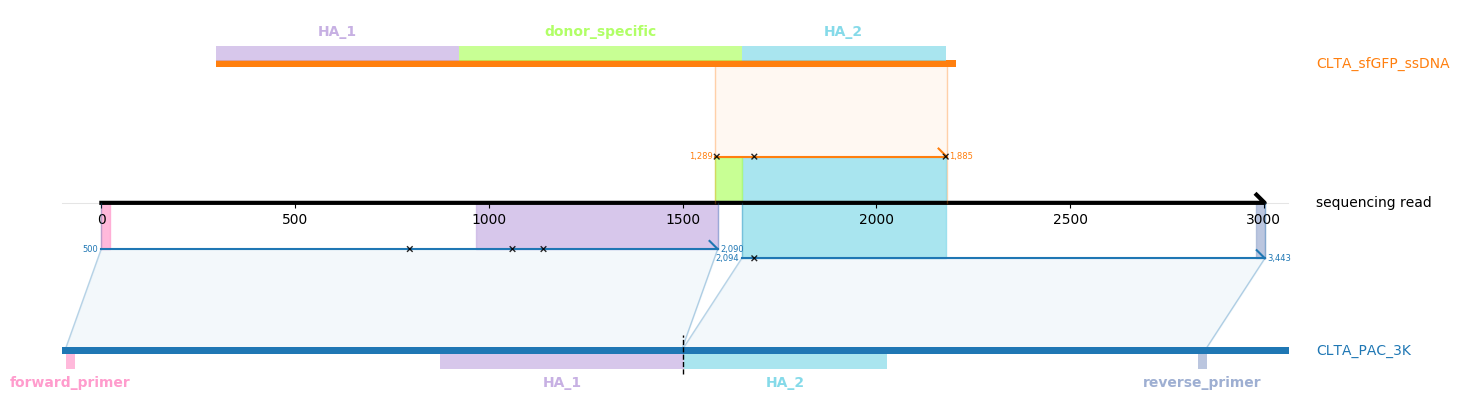 HA_1 donor_specific HA_2
CLTA_sfGFP_ssDNA
1,289 1,885
sequencing read
0 500 1000 1500 2000 2500 3000
500 2,090
2,094 3,443
CLTA_PAC_3K
forward_primer HA_1 HA_2 reverse_primer